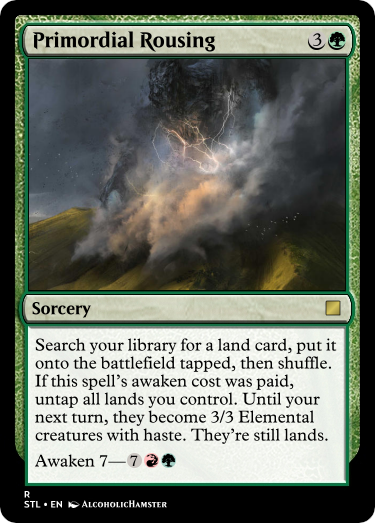 Primordial Rousing 3
Sorcery
Search your library for a land card, put it
onto the battlefield tapped, then shuffle.
If this spell's awaken cost was paid,
untap all lands you control. Until your
next turn, they become 3/3 Elemental
creatures with haste. They're still lands.
Awaken 7—7
R
STL • EN AlcoholicHamster